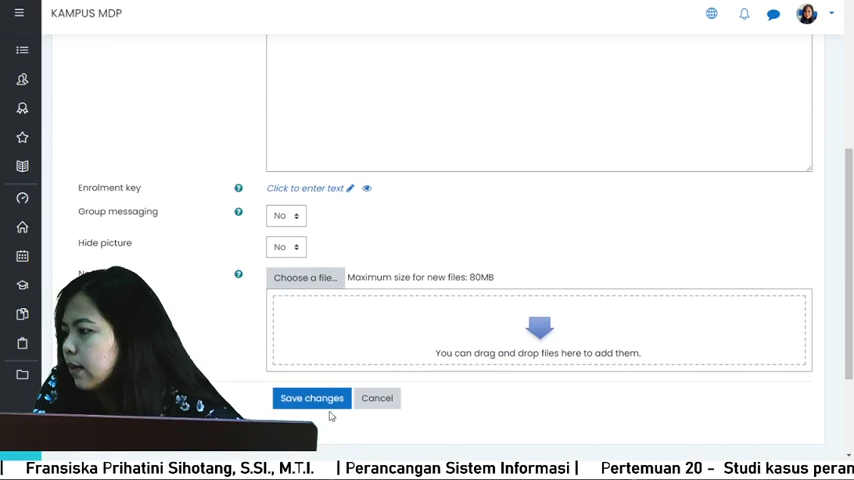 KAMPUS MDP
Enrolment key
Click to enter text
Group messaging
No
Hide picture
No
Choose a file...
Maximum size for new files: 80MB
You can drag and drop files here to add them.
Save changes
Cancel
| Fransiska Prihatini Sihotang, S.SI., M.T.I. | Perancangan Sistem Informasi | Pertemuan 20 - Studi kasus peran